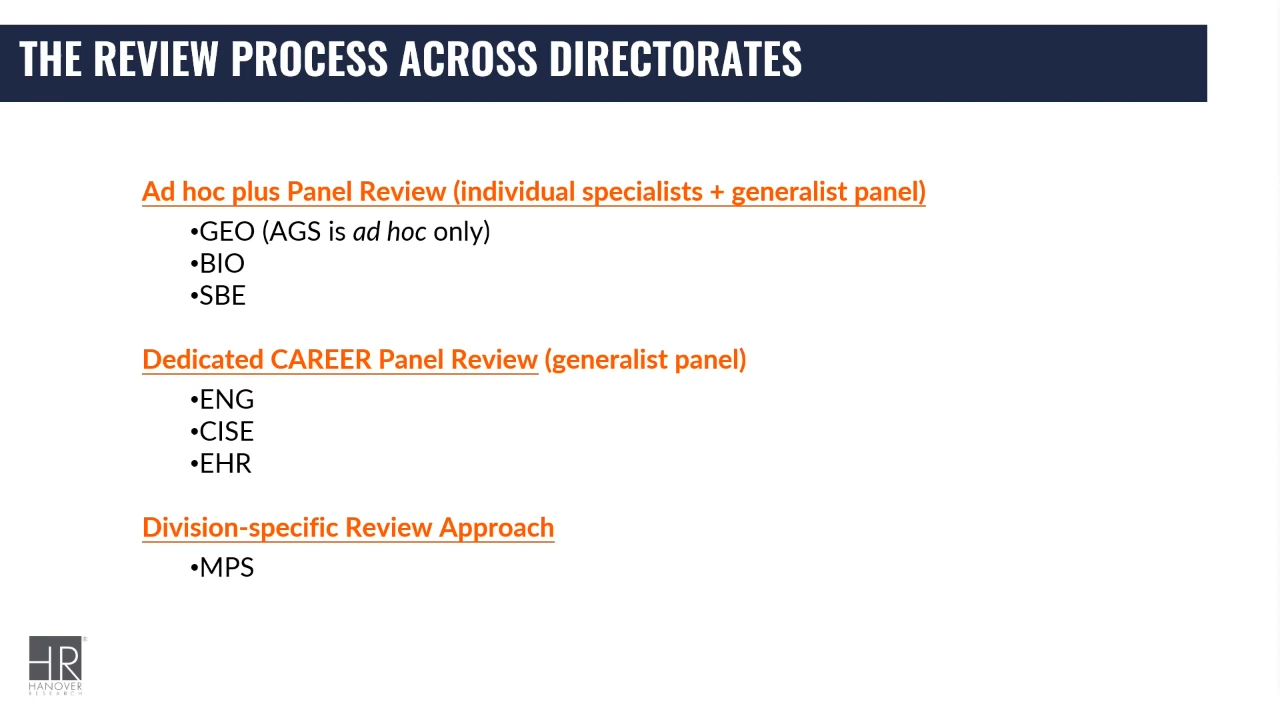 THE REVIEW PROCESS ACROSS DIRECTORATES
Ad hoc plus Panel Review (individual specialists + generalist panel)
•GEO (AGS is ad hoc only)
•BIO
•SBE
Dedicated CAREER Panel Review (generalist panel)
•ENG
•CISE
•EHR
Division-specific Review Approach
•MPS
HR®
HANOVER
RESEARCH